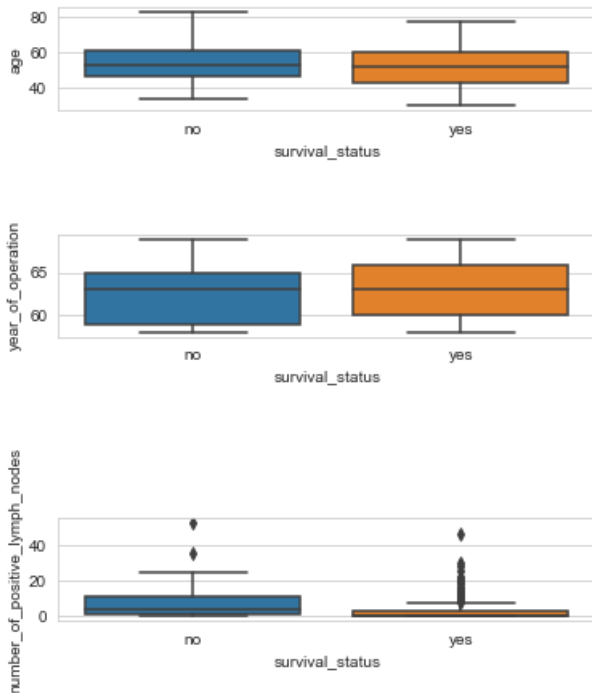 80
60
40
age
no
yes
survival_status
65
60
year_of_operation
no
yes
survival_status
40
20
0
number_of_positive_lymph_nodes
no
yes
survival_status